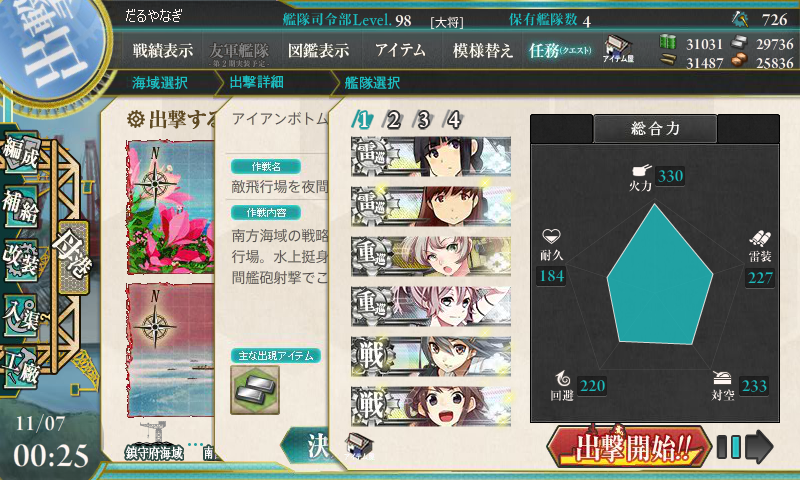 出撃
だるやなぎ
艦隊司令部Level. 98 [大将]
保有艦隊数 4
726
戦績表示
友軍艦隊
第2期実装予定
図鑑表示
アイテム
模様替え
任務(クエスト)
アイテム屋
31031 29736
31487 25836
海域選択
出撃詳細
艦隊選択
編成
補給
改装
入渠
工廠
母港
11/07
00:25
出撃する
N
N
鎮守府海域
南
アイアンボトム
作戦名
敵飛行場を夜間
作戦内容
南方海域の戦略
行場。水上挺身
間艦砲射撃でこ
主な出現アイテム
決
1 2 3 4
雷巡
雷巡
重巡
重巡
戦
戦
総合力
火力 330
耐久
184
雷装
227
回避 220
対空 233
出撃開始!!